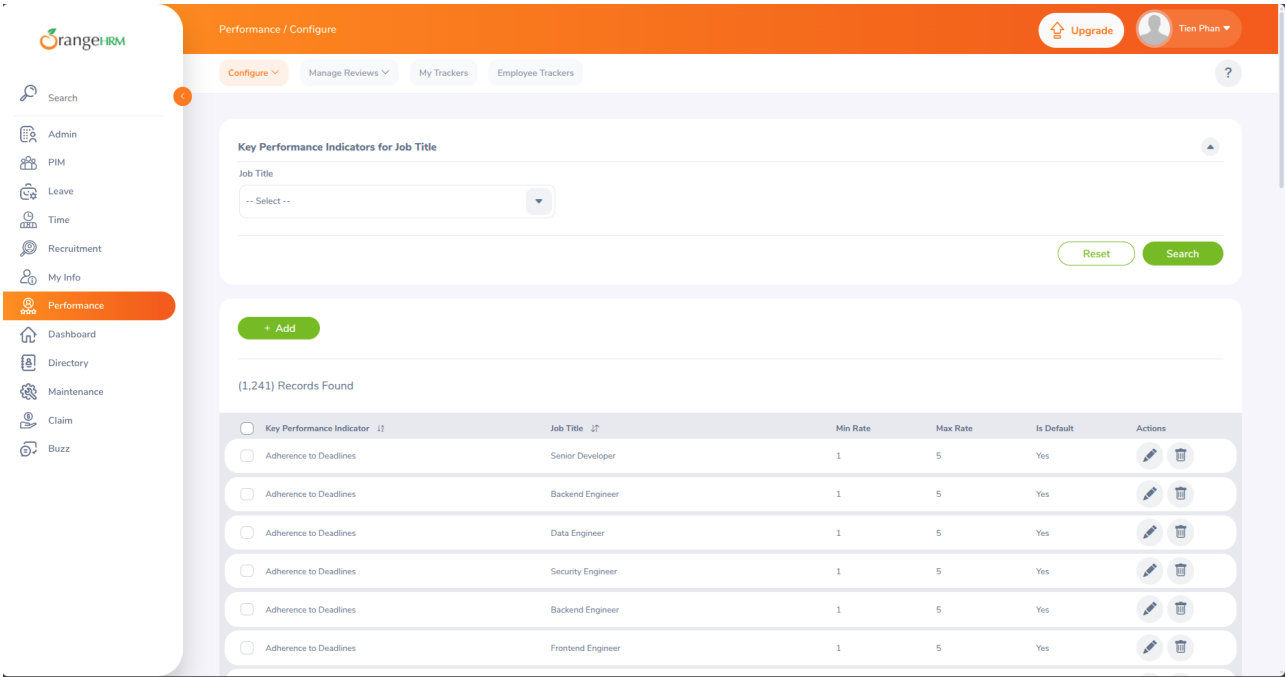 OrangeHRM
Performance / Configure
Upgrade
Tien Phan
Configure
Manage Reviews
My Trackers
Employee Trackers
?
Search
Admin
PIM
Leave
Time
Recruitment
My Info
Performance
Dashboard
Directory
Maintenance
Claim
Buzz
Key Performance Indicators for Job Title
Job Title
-- Select --
Reset
Search
+ Add
(1,241) Records Found
Key Performance Indicator Job Title Min Rate Max Rate Is Default Actions
Adherence to Deadlines Senior Developer 1 5 Yes
Adherence to Deadlines Backend Engineer 1 5 Yes
Adherence to Deadlines Data Engineer 1 5 Yes
Adherence to Deadlines Security Engineer 1 5 Yes
Adherence to Deadlines Backend Engineer 1 5 Yes
Adherence to Deadlines Frontend Engineer 1 5 Yes